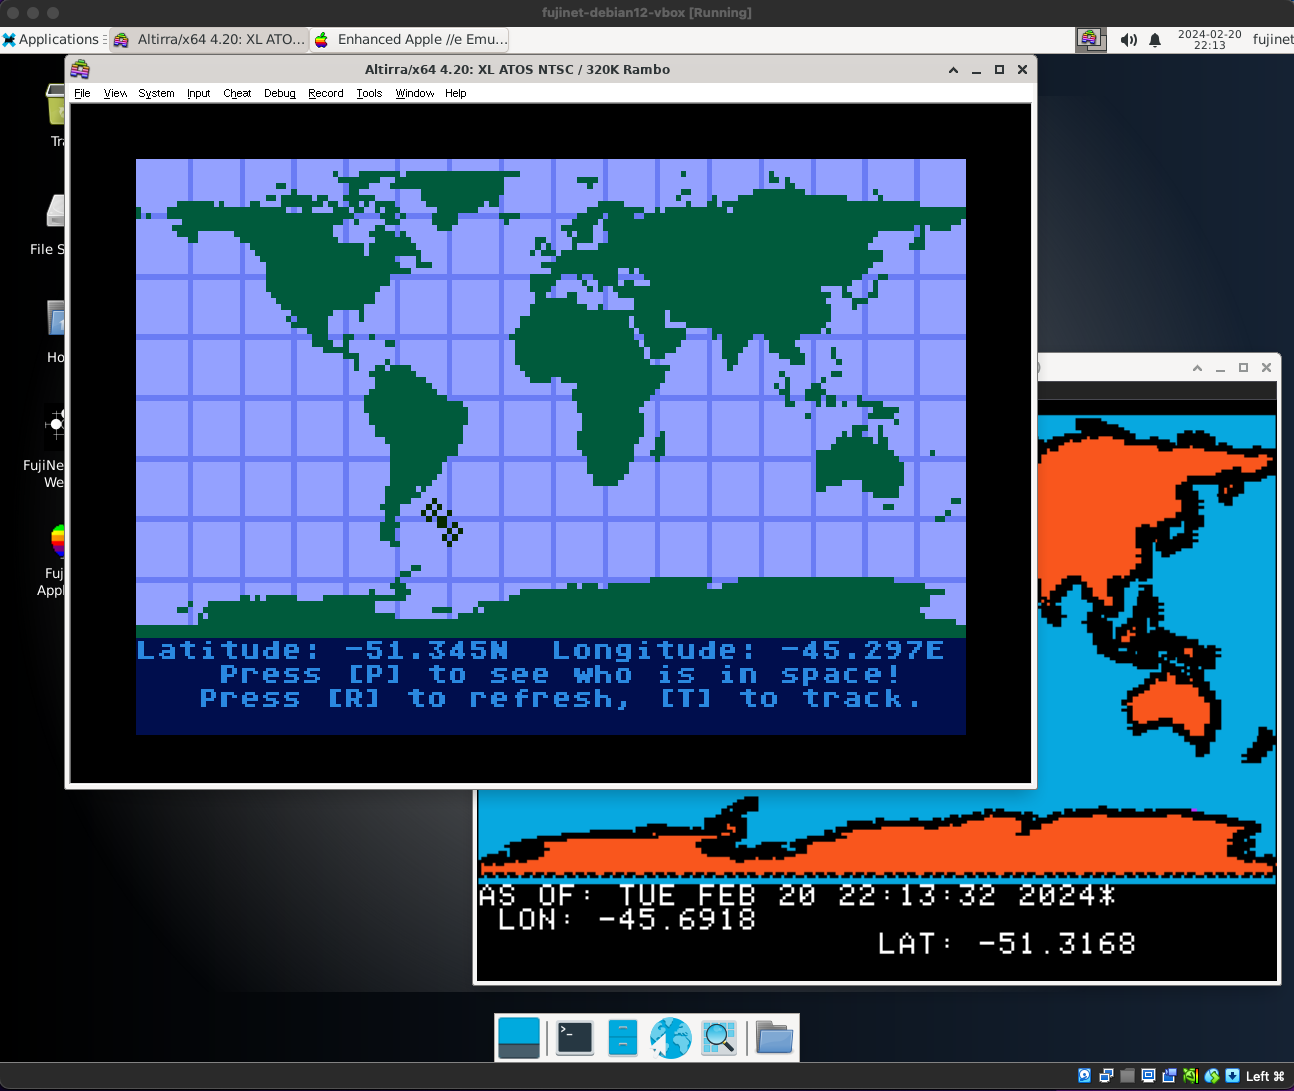 fujinet-debian12-vbox [Running]
Applications
Altirra/x64 4.20: XL ATO...
Enhanced Apple //e Emu...
2024-02-20
22:13
fujinet
Altirra/x64 4.20: XL ATOS NTSC / 320K Rambo
File View System Input Cheat Debug Record Tools Window Help
Tra
File S
Ho
FujiNe
We
Fuj
Appl
Latitude: -51.345N Longitude: -45.297E
Press [P] to see who is in space!
Press [R] to refresh, [T] to track.
AS OF: TUE FEB 20 22:13:32 2024*
LON: -45.6918
LAT: -51.3168
Left ⌘